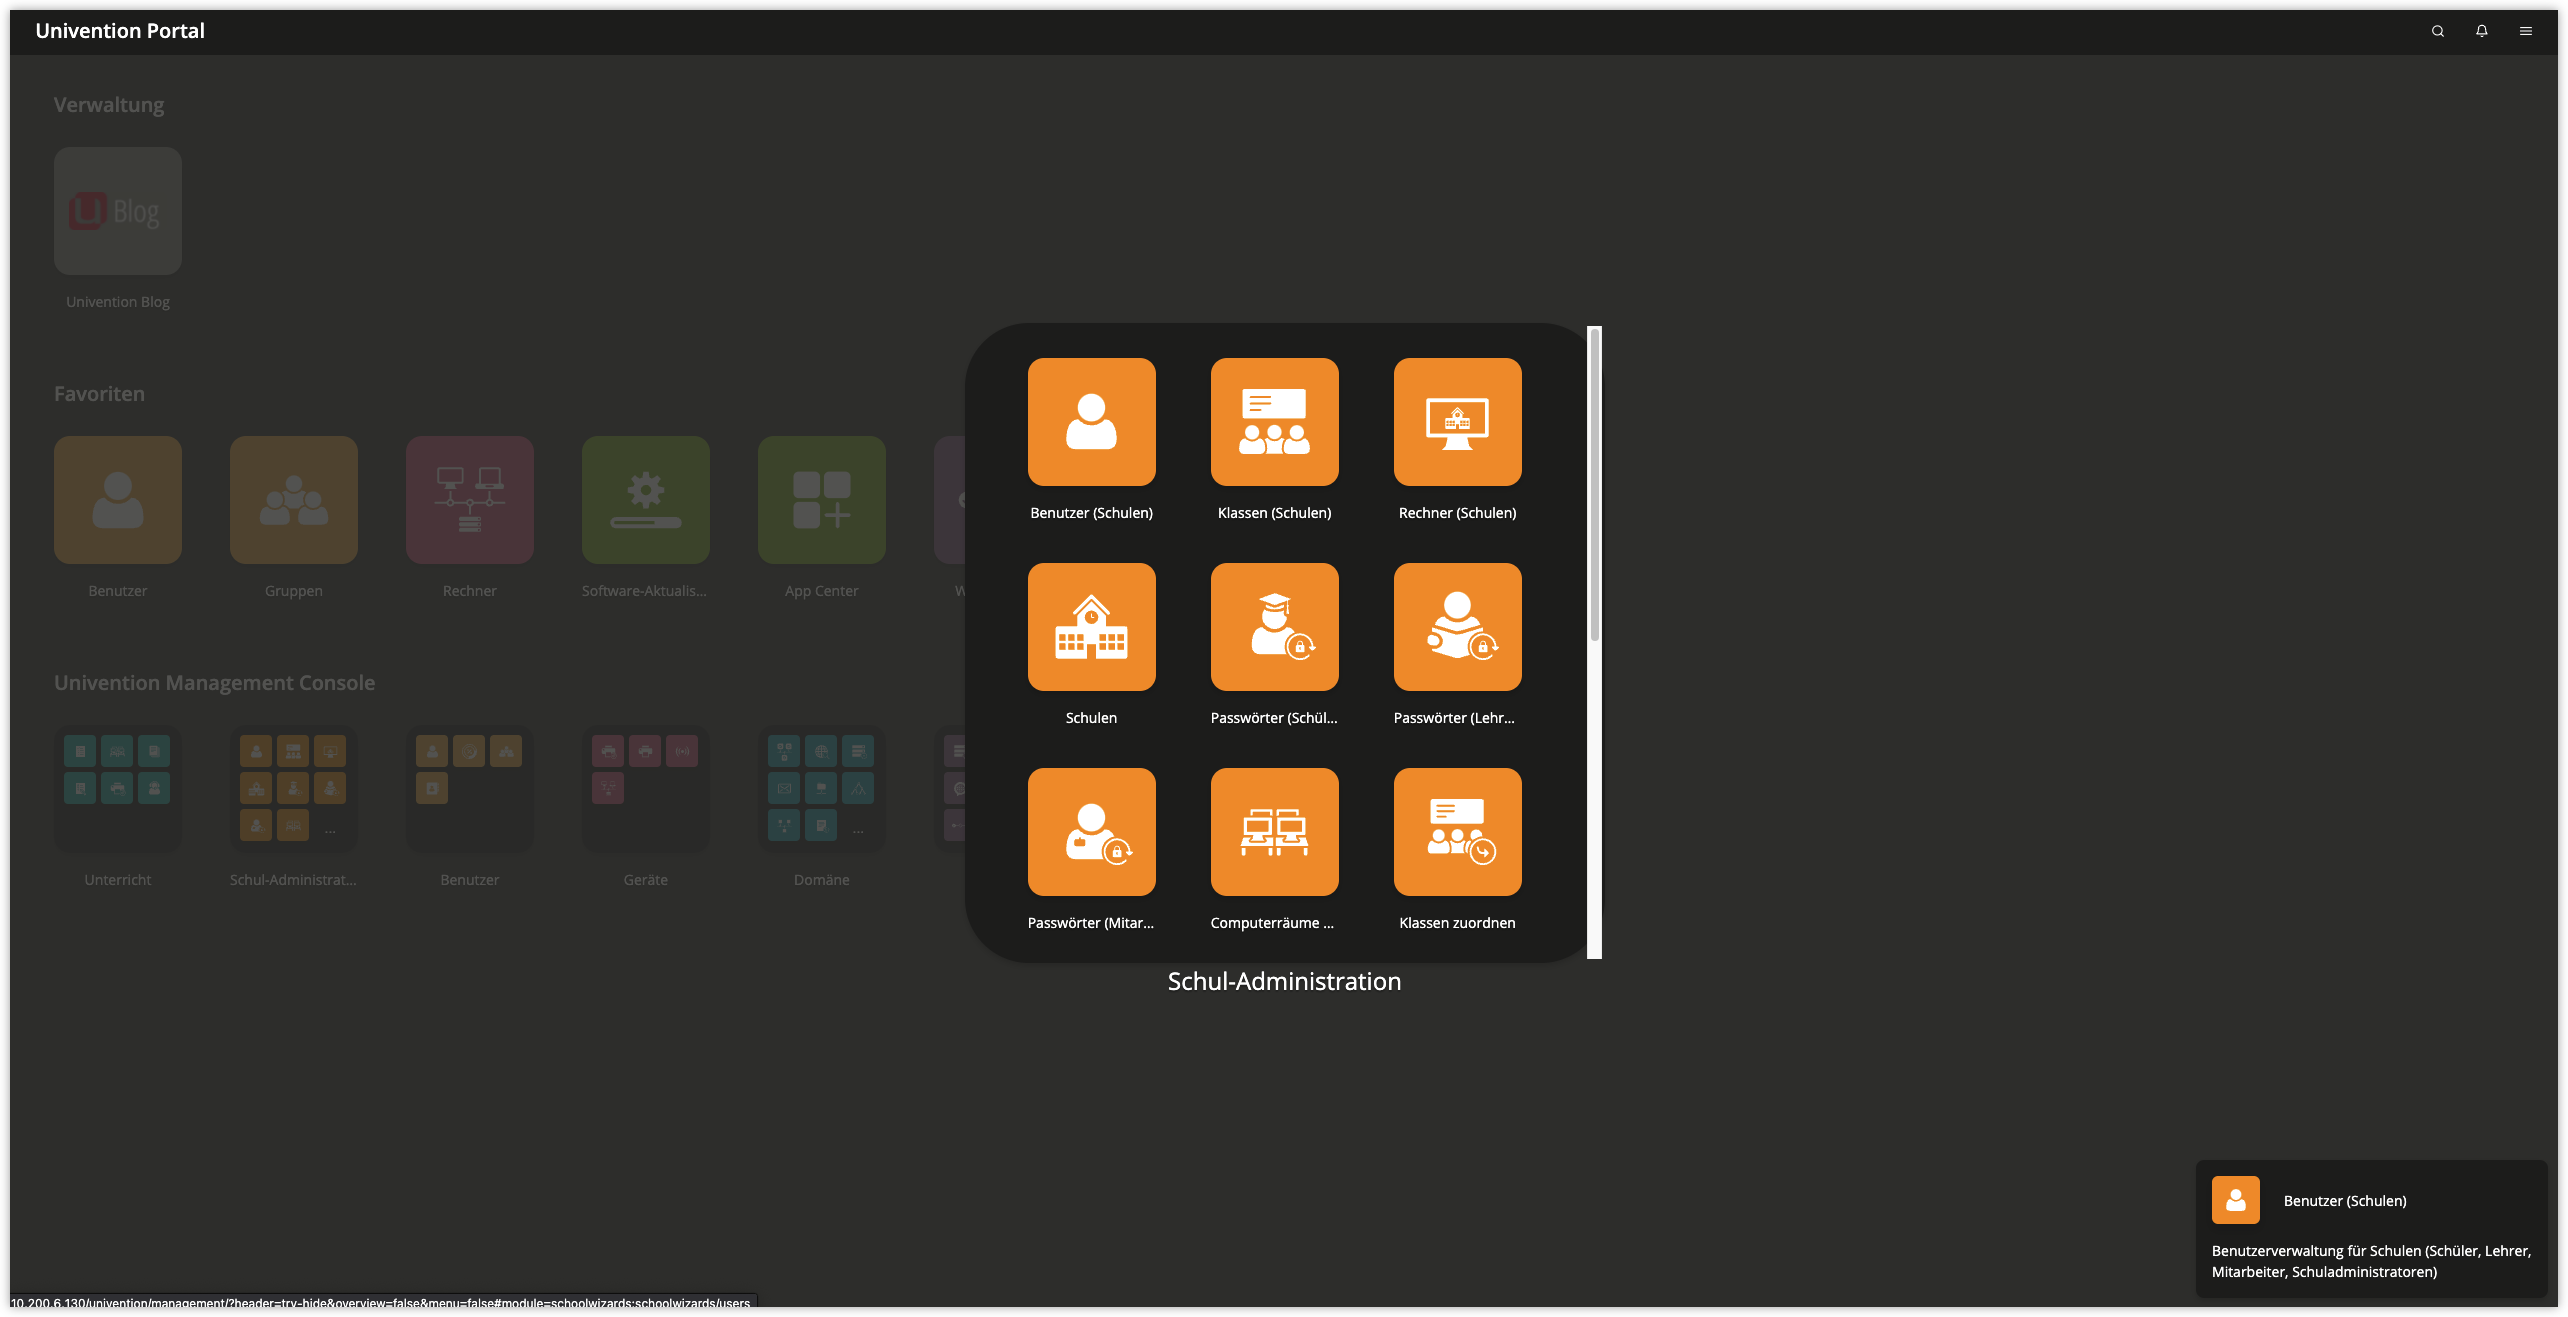 Univention Portal
Verwaltung
Blog
Univention Blog
Favoriten
Benutzer
Gruppen
Rechner
Software-Aktualis...
App Center
W
Univention Management Console
Unterricht
Schul-Administrat...
Benutzer
Geräte
Domäne
Benutzer (Schulen)
Klassen (Schulen)
Rechner (Schulen)
Schulen
Passwörter (Schül...
Passwörter (Lehr...
Passwörter (Mitar...
Computerräume ...
Klassen zuordnen
Schul-Administration
Benutzer (Schulen)
Benutzerverwaltung für Schulen (Schüler, Lehrer,
Mitarbeiter, Schuladministratoren)
10.200.6.130/univention/management/?header=try-hide&overview=false&menu=false#module=schoolwizards:schoolwizards/users